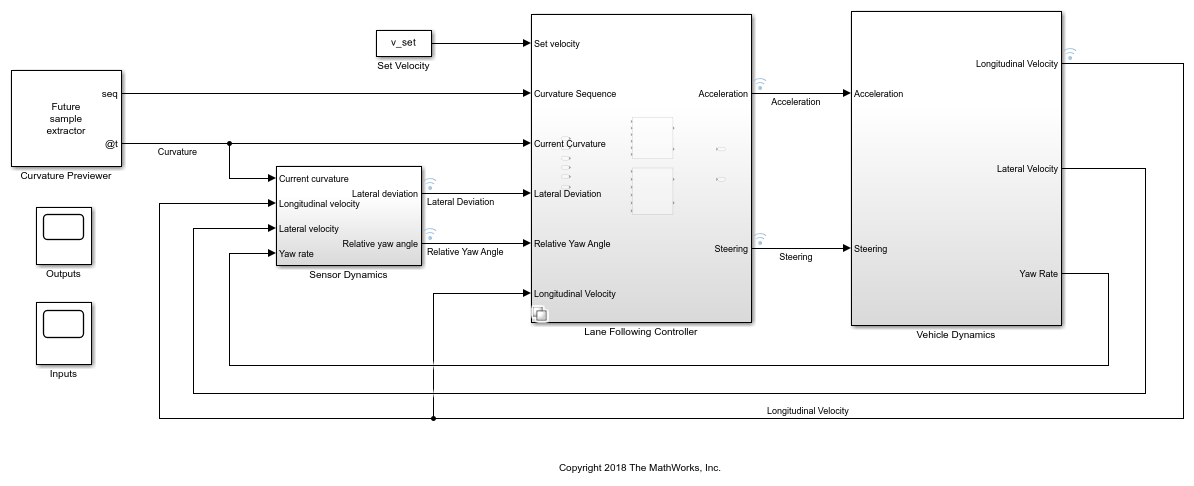 v_set
Set Velocity
Future
sample
extractor
seq
@t
Curvature Previewer
Curvature
Current curvature
Longitudinal velocity
Lateral velocity
Yaw rate
Lateral deviation
Relative yaw angle
Sensor Dynamics
Lateral Deviation
Relative Yaw Angle
Outputs
Inputs
Set velocity
Curvature Sequence
Current Curvature
Lateral Deviation
Relative Yaw Angle
Longitudinal Velocity
Acceleration
Steering
Lane Following Controller
Acceleration
Steering
Acceleration
Steering
Longitudinal Velocity
Lateral Velocity
Yaw Rate
Vehicle Dynamics
Longitudinal Velocity
Copyright 2018 The MathWorks, Inc.